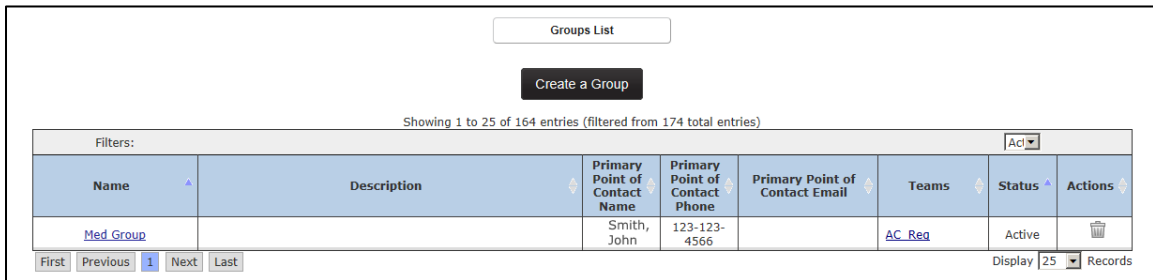 Groups List
Create a Group
Showing 1 to 25 of 164 entries (filtered from 174 total entries)
Filters: Act
Name Description Primary Point of Contact Name Primary Point of Contact Phone Primary Point of Contact Email Teams Status Actions
Med Group Smith, John 123-123-4566 AC_Req Active
First Previous 1 Next Last Display 25 Records